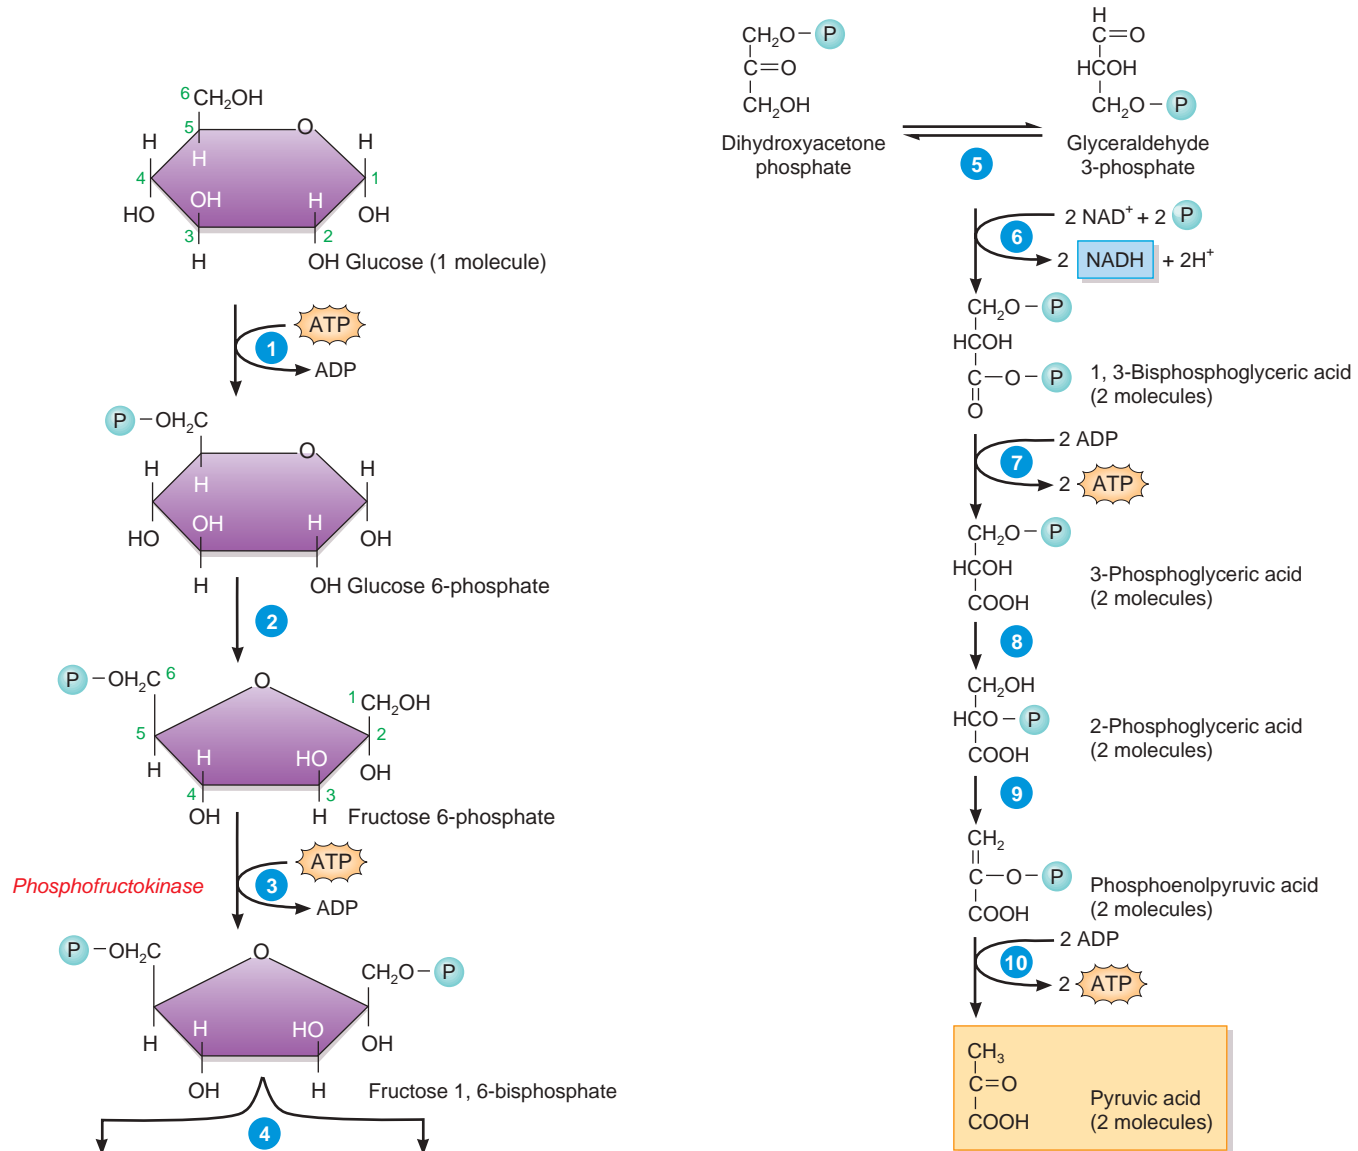 6
CH2OH
H
5
O
H
H
4
H
1
HO
OH
H
OH
3
2
H
OH Glucose (1 molecule)
ATP
1
ADP
P–OH2C
O
H
H
H
HO
OH
H
OH
H
OH Glucose 6-phosphate
2
P–OH2C 6
O
1
CH2OH
5
2
H
H
HO
OH
4
3
OH
H
Fructose 6-phosphate
ATP
Phosphofructokinase
3
ADP
P–OH2C
O
CH2O–P
H
H
HO
OH
OH
H
Fructose 1, 6-bisphosphate
4
CH2O–P
C=O
CH2OH
Dihydroxyacetone
phosphate
H
C=O
HCOH
CH2O–P
Glyceraldehyde
3-phosphate
5
2 NAD+ + 2 P
6
2 NADH + 2H+
CH2O–P
HCOH
C–O–P
O
1, 3-Bisphosphoglyceric acid
(2 molecules)
2 ADP
7
2 ATP
CH2O–P
HCOH
COOH
3-Phosphoglyceric acid
(2 molecules)
8
CH2OH
HCO–P
COOH
2-Phosphoglyceric acid
(2 molecules)
9
CH2
C–O–P
COOH
Phosphoenolpyruvic acid
(2 molecules)
2 ADP
10
2 ATP
CH3
C=O
COOH
Pyruvic acid
(2 molecules)